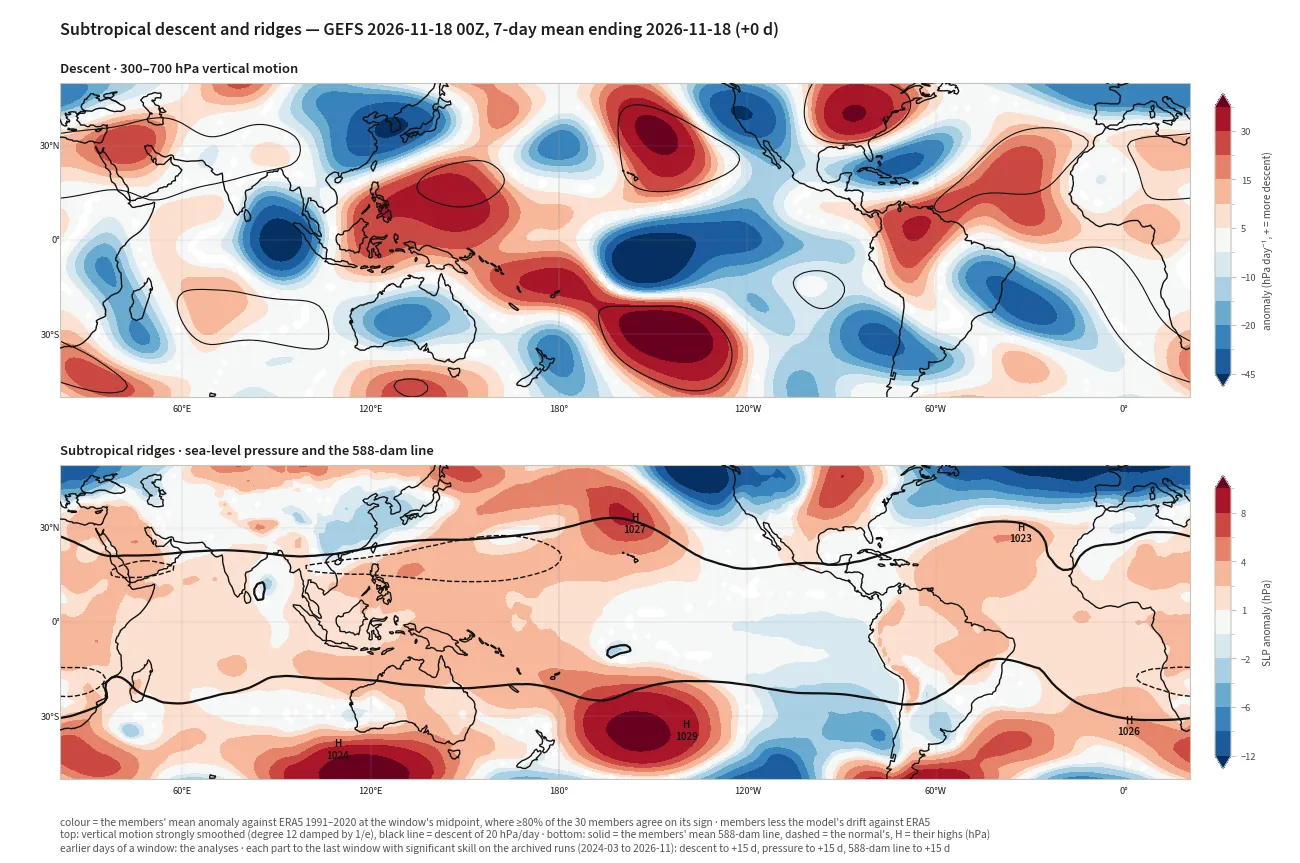 Subtropical descent and ridges — GEFS 2026-11-18 00Z, 7-day mean ending 2026-11-18 (+0 d)
Descent · 300–700 hPa vertical motion
30°N
0°
30°S
60°E 120°E 180° 120°W 60°W 0°
30
15
5
−10
−20
−45
anomaly (hPa day⁻¹, + = more descent)
Subtropical ridges · sea-level pressure and the 588-dam line
30°N
0°
30°S
H
1027
H
1023
H
1024
H
1029
H
1026
60°E 120°E 180° 120°W 60°W 0°
8
4
1
−2
−6
−12
SLP anomaly (hPa)
colour = the members' mean anomaly against ERA5 1991–2020 at the window's midpoint, where ≥80% of the 30 members agree on its sign · members less the model's drift against ERA5
top: vertical motion strongly smoothed (degree 12 damped by 1/e), black line = descent of 20 hPa/day · bottom: solid = the members' mean 588-dam line, dashed = the normal's, H = their highs (hPa)
earlier days of a window: the analyses · each part to the last window with significant skill on the archived runs (2024-03 to 2026-11): descent to +15 d, pressure to +15 d, 588-dam line to +15 d